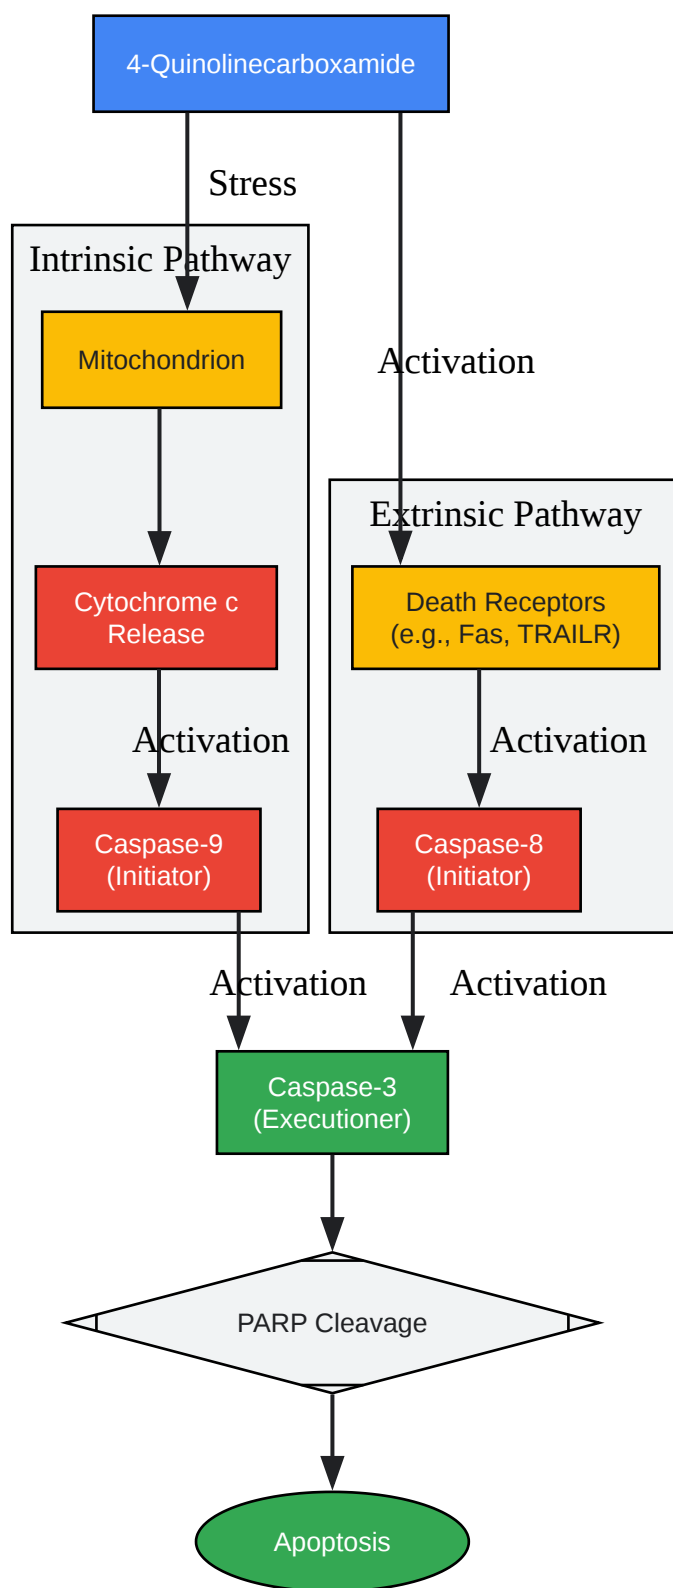 4-Quinolinecarboxamide
Stress
Intrinsic Pathway
Mitochondrion
Activation
Extrinsic Pathway
Cytochrome c
Release
Death Receptors
(e.g., Fas, TRAILR)
Activation
Activation
Caspase-9
(Initiator)
Caspase-8
(Initiator)
Activation
Activation
Caspase-3
(Executioner)
PARP Cleavage
Apoptosis